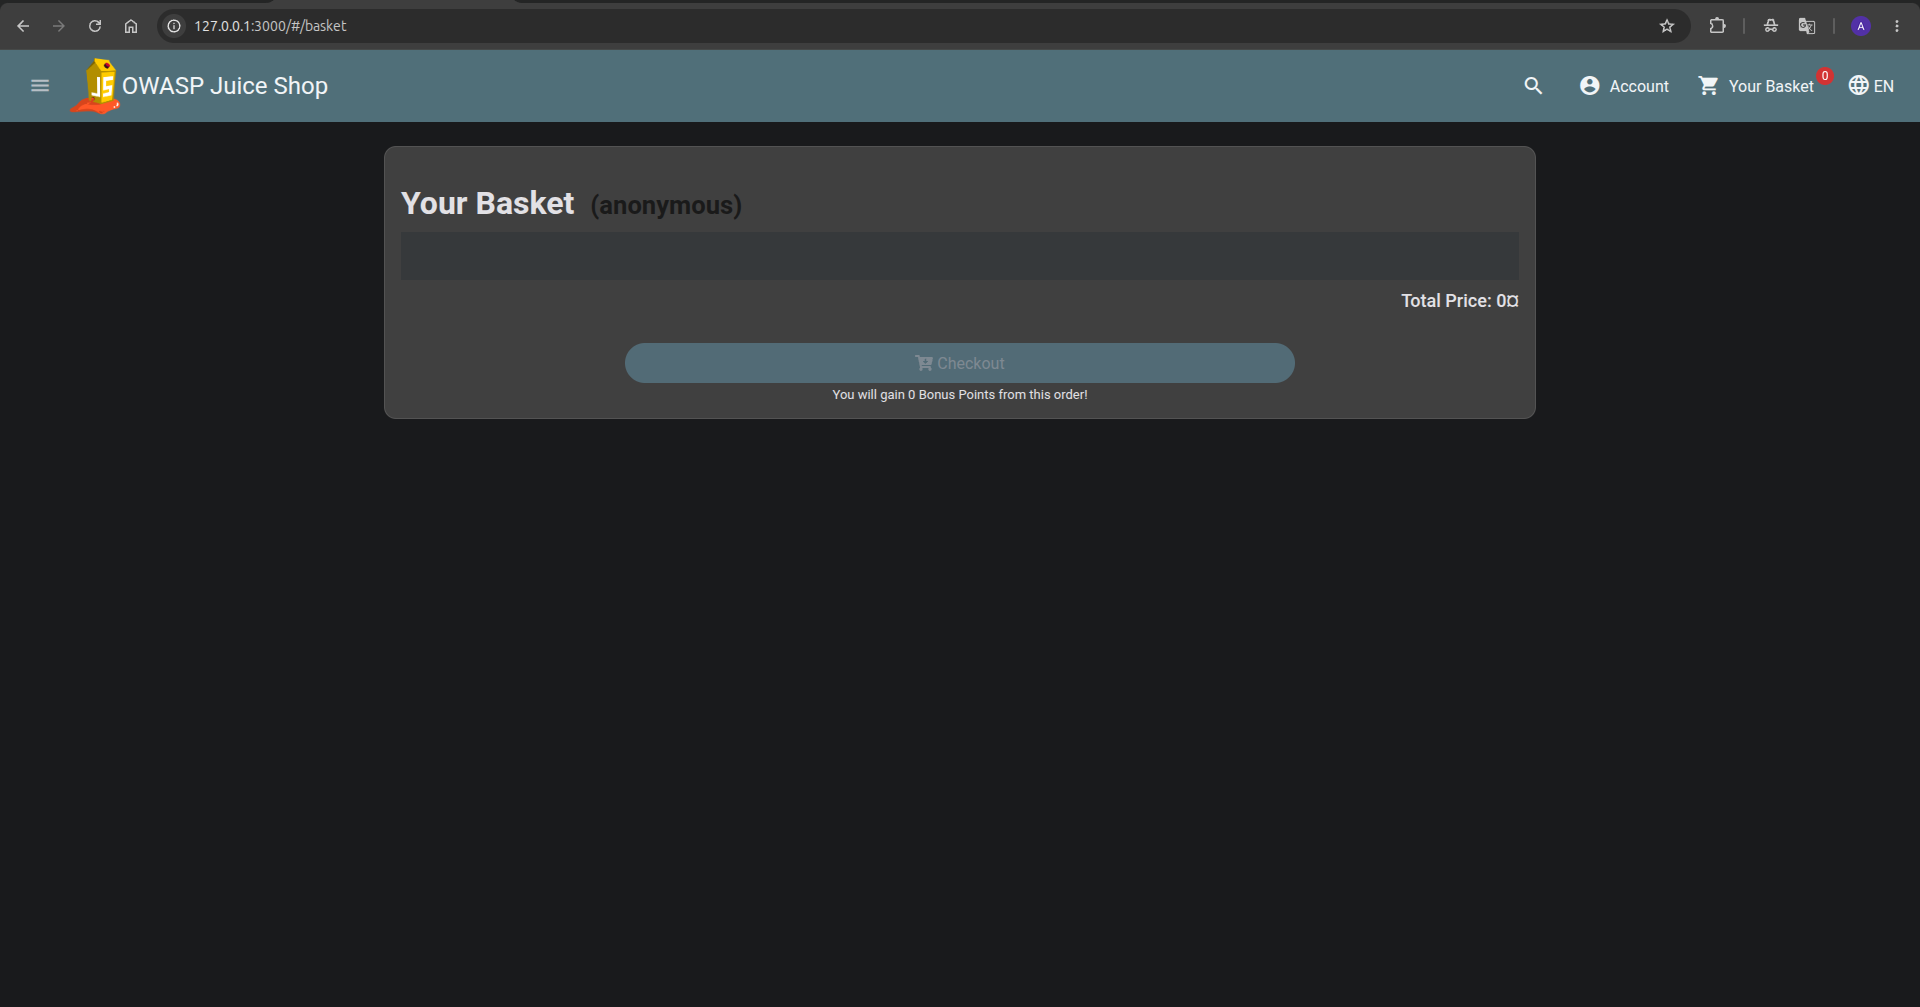 127.0.0.1:3000/#/basket
A
JS
OWASP Juice Shop
Account
Your Basket
0
EN
Your Basket (anonymous)
Total Price: 0¤
Checkout
You will gain 0 Bonus Points from this order!